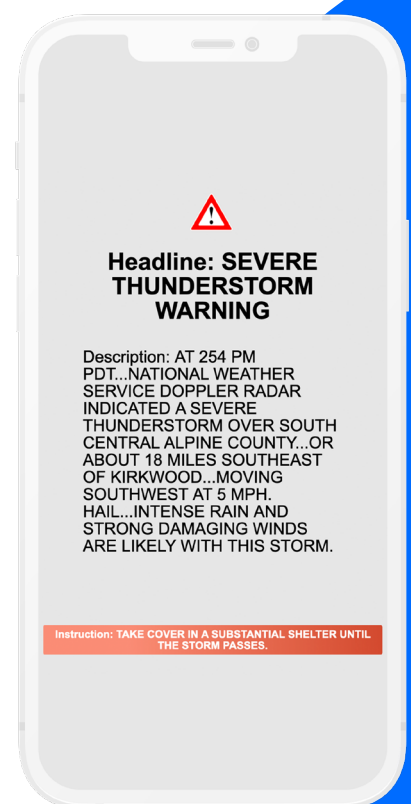 Headline: SEVERE
THUNDERSTORM
WARNING
Description: AT 254 PM
PDT...NATIONAL WEATHER
SERVICE DOPPLER RADAR
INDICATED A SEVERE
THUNDERSTORM OVER SOUTH
CENTRAL ALPINE COUNTY...OR
ABOUT 18 MILES SOUTHEAST
OF KIRKWOOD...MOVING
SOUTHWEST AT 5 MPH.
HAIL...INTENSE RAIN AND
STRONG DAMAGING WINDS
ARE LIKELY WITH THIS STORM.
Instruction: TAKE COVER IN A SUBSTANTIAL SHELTER UNTIL
THE STORM PASSES.